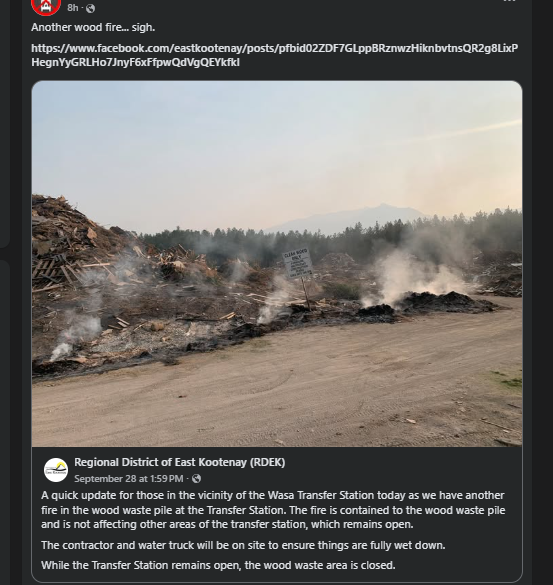 8h
Another wood fire... sigh.
https://www.facebook.com/eastkootenay/posts/pfbid02ZDF7GLppBRznwzHiknbvtnsQR2g8LixP
HegnYyGRLHo7JnyF6xFfpwQdVgQEYkfkl
CLEAN WOOD
ONLY
Regional District of East Kootenay (RDEK)
September 28 at 1:59 PM ·
A quick update for those in the vicinity of the Wasa Transfer Station today as we have another
fire in the wood waste pile at the Transfer Station. The fire is contained to the wood waste pile
and is not affecting other areas of the transfer station, which remains open.
The contractor and water truck will be on site to ensure things are fully wet down.
While the Transfer Station remains open, the wood waste area is closed.